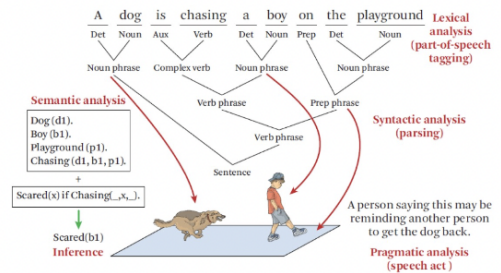 A dog is chasing a boy on the playground
Det Noun Aux Verb Det Noun Prep Det Noun
Lexical
analysis
(part-of-speech
tagging)
Noun phrase Complex verb Noun phrase Noun phrase
Semantic analysis
Verb phrase Prep phrase
Dog (d1).
Boy (b1).
Playground (p1).
Chasing (d1, b1, p1).
Syntactic analysis
(parsing)
Verb phrase
Sentence
+
Scared(x) if Chasing(_,x,_).
Scared(b1)
Inference
A person saying this may be
reminding another person
to get the dog back.
Pragmatic analysis
(speech act )